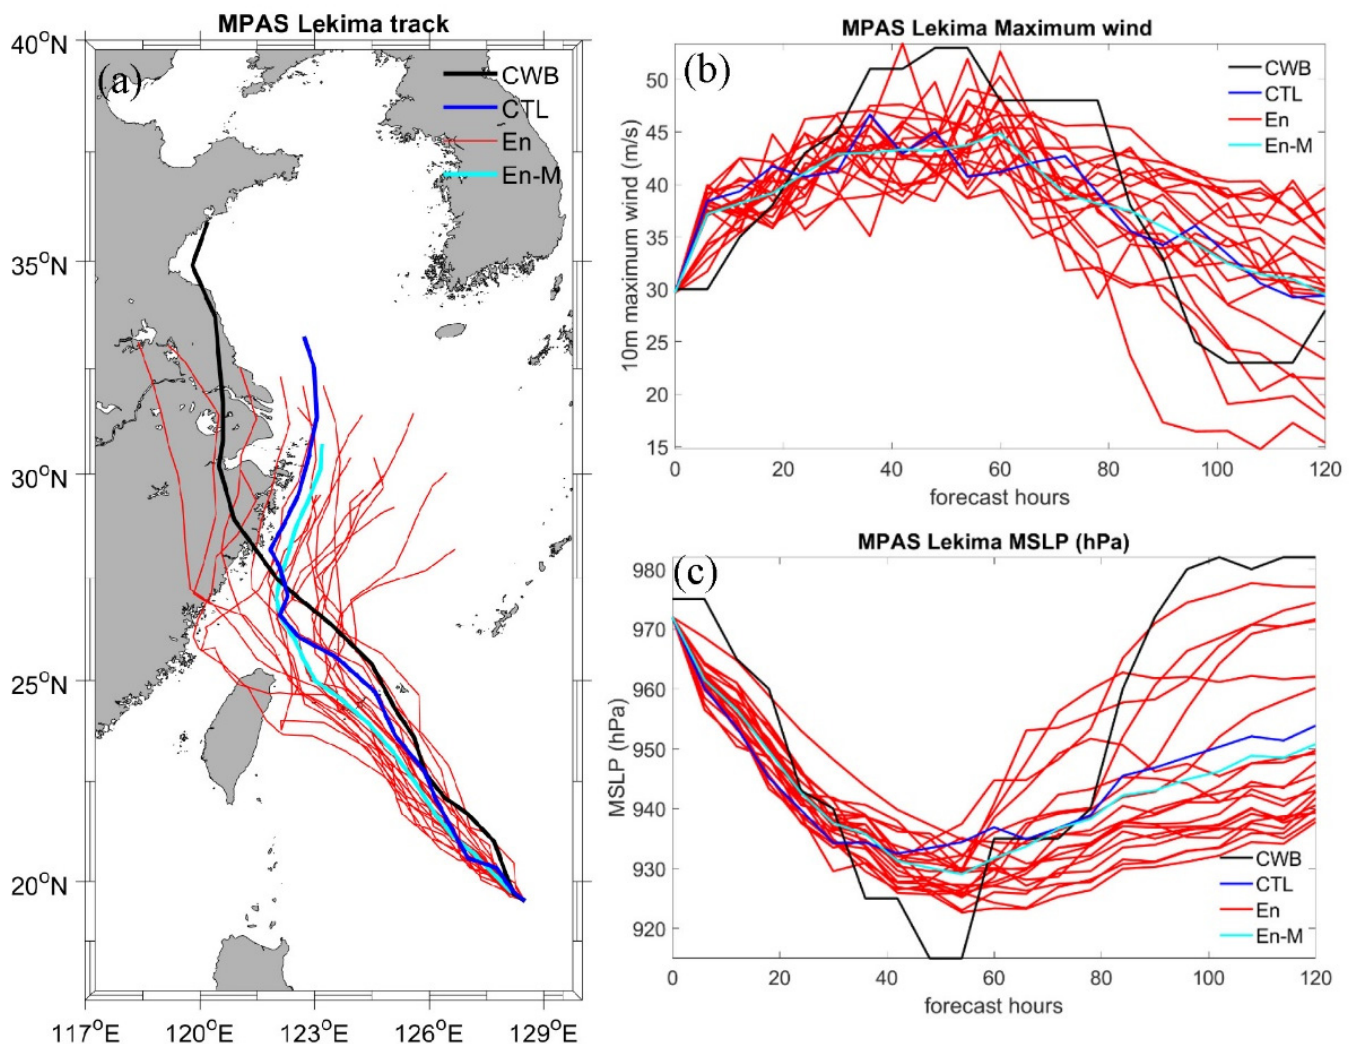 MPAS Lekima track
(a)
CWB
CTL
En
En-M
40°N
35°N
30°N
25°N
20°N
117°E
120°E
123°E
126°E
129°E
MPAS Lekima Maximum wind
(b)
CWB
CTL
En
En-M
10m maximum wind (m/s)
50
45
40
35
30
25
20
15
0
20
40
60
80
100
120
forecast hours
MPAS Lekima MSLP (hPa)
(c)
MSLP (hPa)
980
970
960
950
940
930
920
CWB
CTL
En
En-M
0
20
40
60
80
100
120
forecast hours